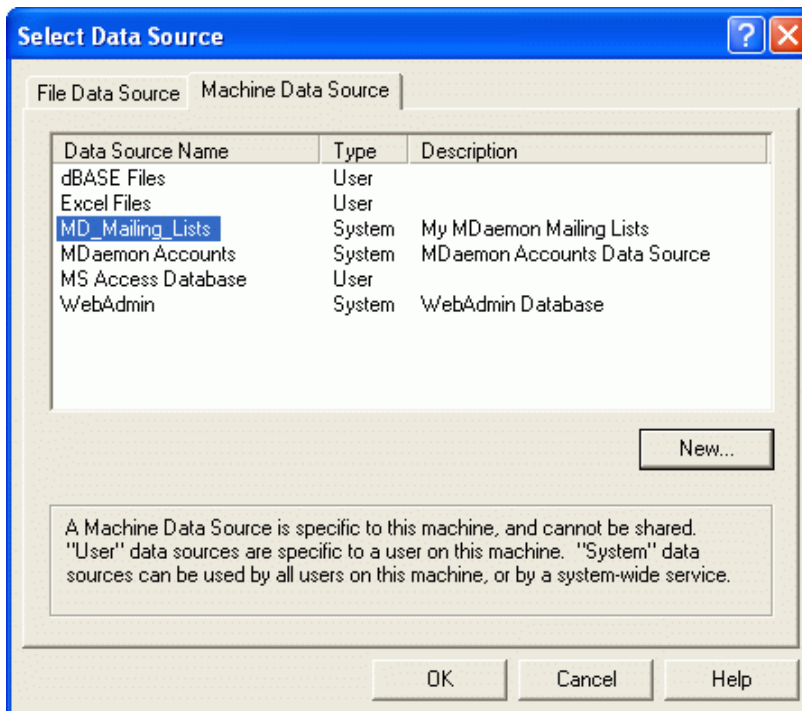 Select Data Source
File Data Source Machine Data Source
Data Source Name Type Description
dBASE Files User
Excel Files User
MD_Mailing_Lists System My MDaemon Mailing Lists
MDaemon Accounts System MDaemon Accounts Data Source
MS Access Database User
WebAdmin System WebAdmin Database
New...
A Machine Data Source is specific to this machine, and cannot be shared.
"User" data sources are specific to a user on this machine. "System" data
sources can be used by all users on this machine, or by a system-wide service.
OK Cancel Help